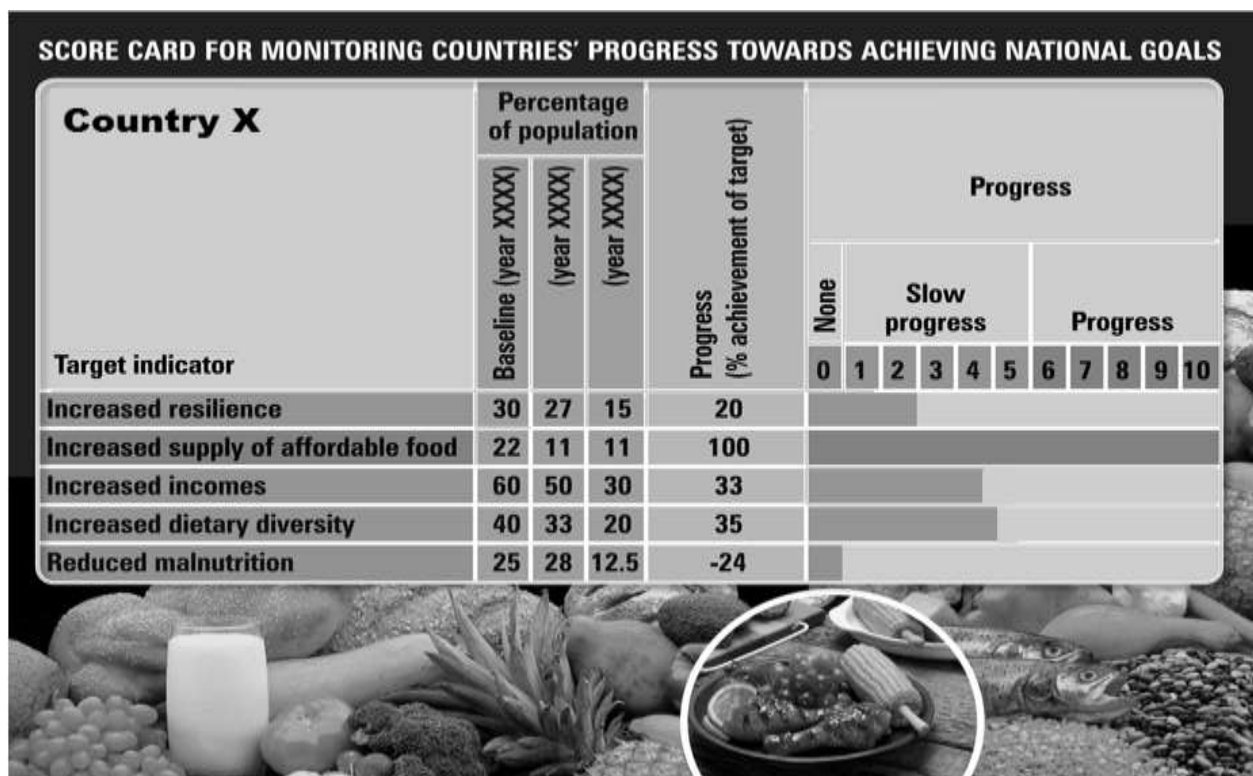 SCORE CARD FOR MONITORING COUNTRIES' PROGRESS TOWARDS ACHIEVING NATIONAL GOALS
Country X
Percentage
of population
Baseline (year XXXX)
(year XXXX)
(year XXXX)
Progress
(% achievement of target)
Progress
None
Slow
progress
Progress
Target indicator
0 1 2 3 4 5 6 7 8 9 10
Increased resilience 30 27 15 20
Increased supply of affordable food 22 11 11 100
Increased incomes 60 50 30 33
Increased dietary diversity 40 33 20 35
Reduced malnutrition 25 28 12.5 -24